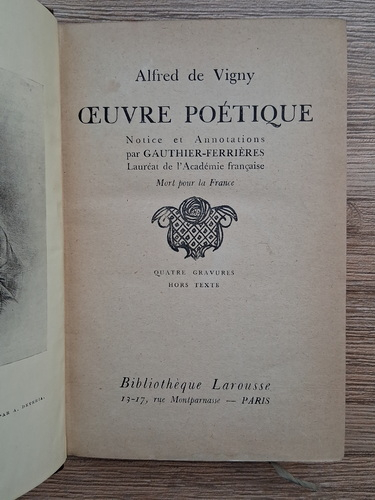 Alfred de Vigny
ŒUVRE POÉTIQUE
Notice et Annotations
par GAUTHIER-FERRIÈRES
Lauréat de l'Académie française
Mort pour la France
QUATRE GRAVURES
HORS TEXTE
Bibliothèque Larousse
13-17, rue Montparnasse — PARIS